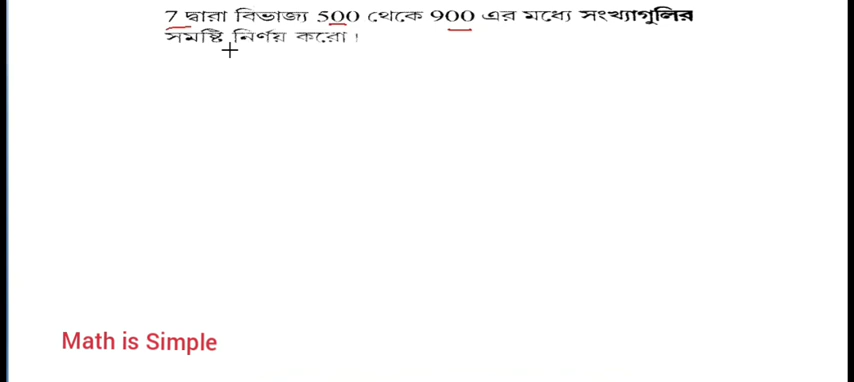 7 দ্বারা বিভাজ্য 500 থেকে 900 এর মধ্যে সংখ্যাগুলির
সমষ্টি নির্ণয় করো।
Math is Simple